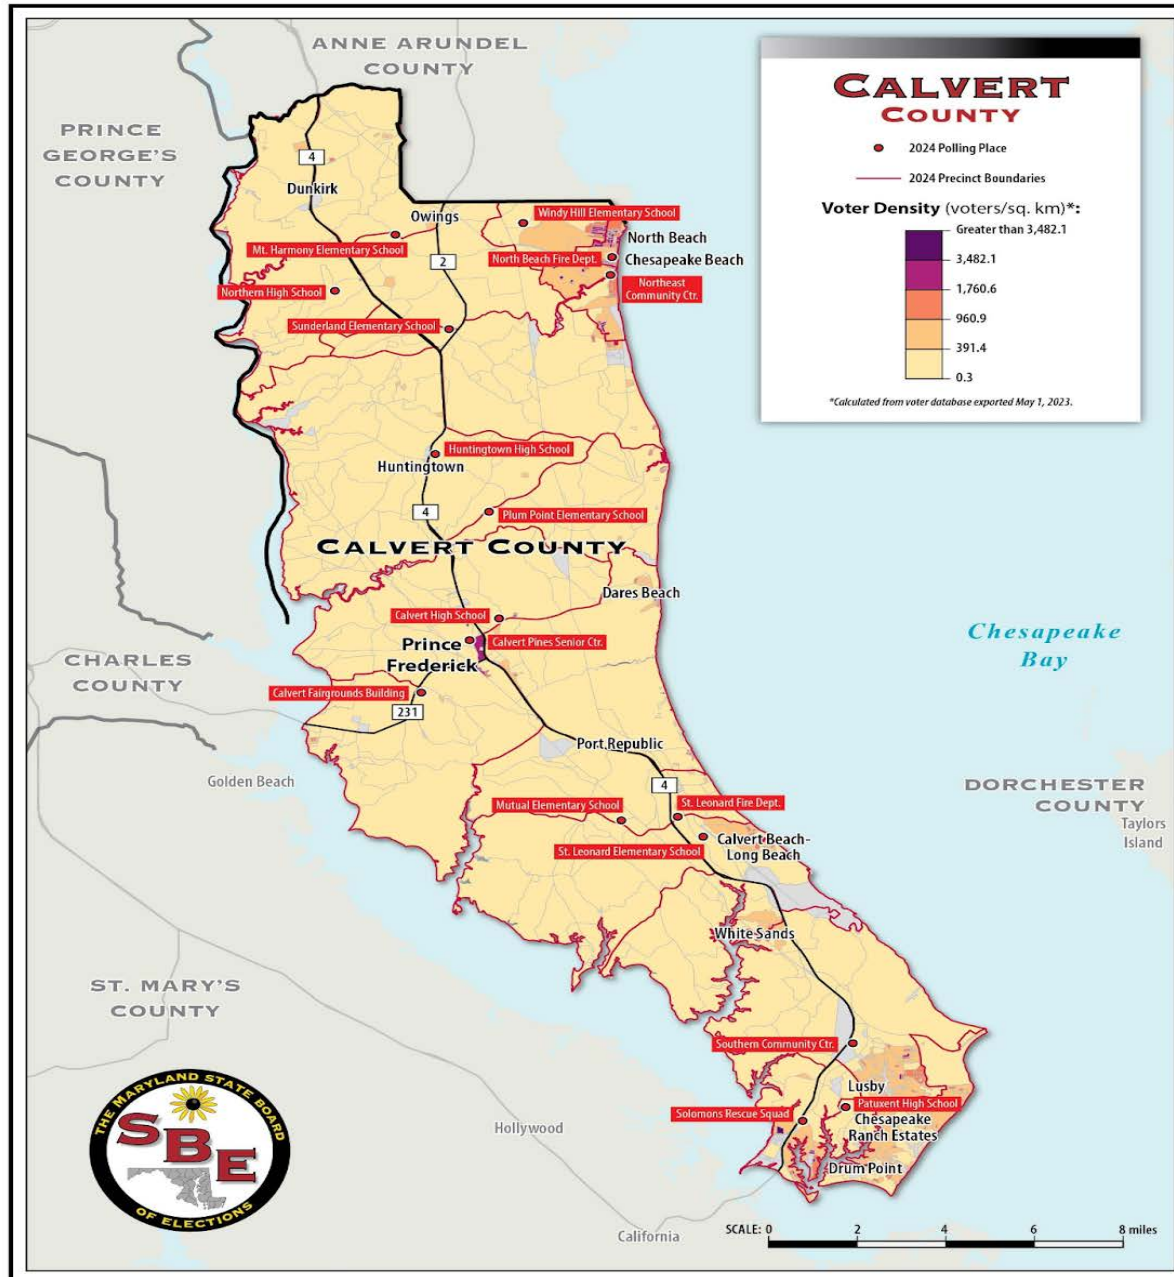 ANNE ARUNDEL
COUNTY
PRINCE
GEORGE'S
COUNTY
CALVERT
COUNTY
2024 Polling Place
2024 Precinct Boundaries
Voter Density (voters/sq. km)*:
Greater than 3,482.1
3,482.1
1,760.6
960.9
391.4
0.3
*Calculated from voter database exported May 1, 2023.
4
Dunkirk
Owings
Windy Hill Elementary School
North Beach
Mt. Harmony Elementary School
North Beach Fire Dept.
Chesapeake Beach
2
Northern High School
Northeast
Community Ctr.
Sunderland Elementary School
Huntingtown High School
Huntingtown
4
Plum Point Elementary School
CALVERT COUNTY
Dares Beach
Calvert High School
Prince
Frederick
Calvert Pines Senior Ctr.
Chesapeake
Bay
CHARLES
COUNTY
Calvert Fairgrounds Building
231
Port Republic
Golden Beach
4
DORCHESTER
COUNTY
Taylors
Island
Mutual Elementary School
St. Leonard Fire Dept.
St. Leonard Elementary School
Calvert Beach-
Long Beach
White Sands
ST. MARY'S
COUNTY
Southern Community Ctr.
Lusby
Patuxent High School
Solomons Rescue Squad
Chesapeake
Ranch Estates
Hollywood
Drum Point
THE MARYLAND STATE BOARD
SBE
OF ELECTIONS
California
SCALE: 0 2 4 6 8 miles